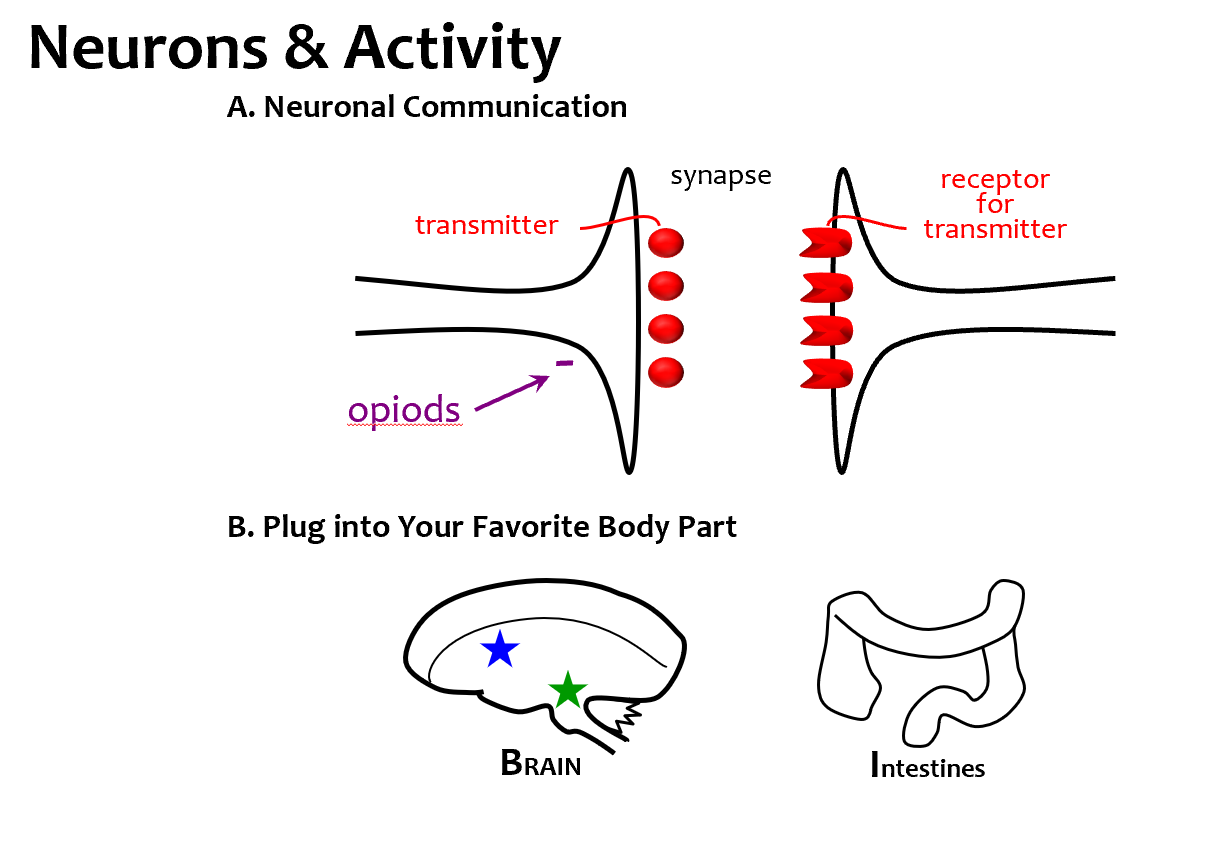 Neurons & Activity
A. Neuronal Communication
synapse
transmitter
receptor
for
transmitter
opiods
B. Plug into Your Favorite Body Part
BRAIN
Intestines